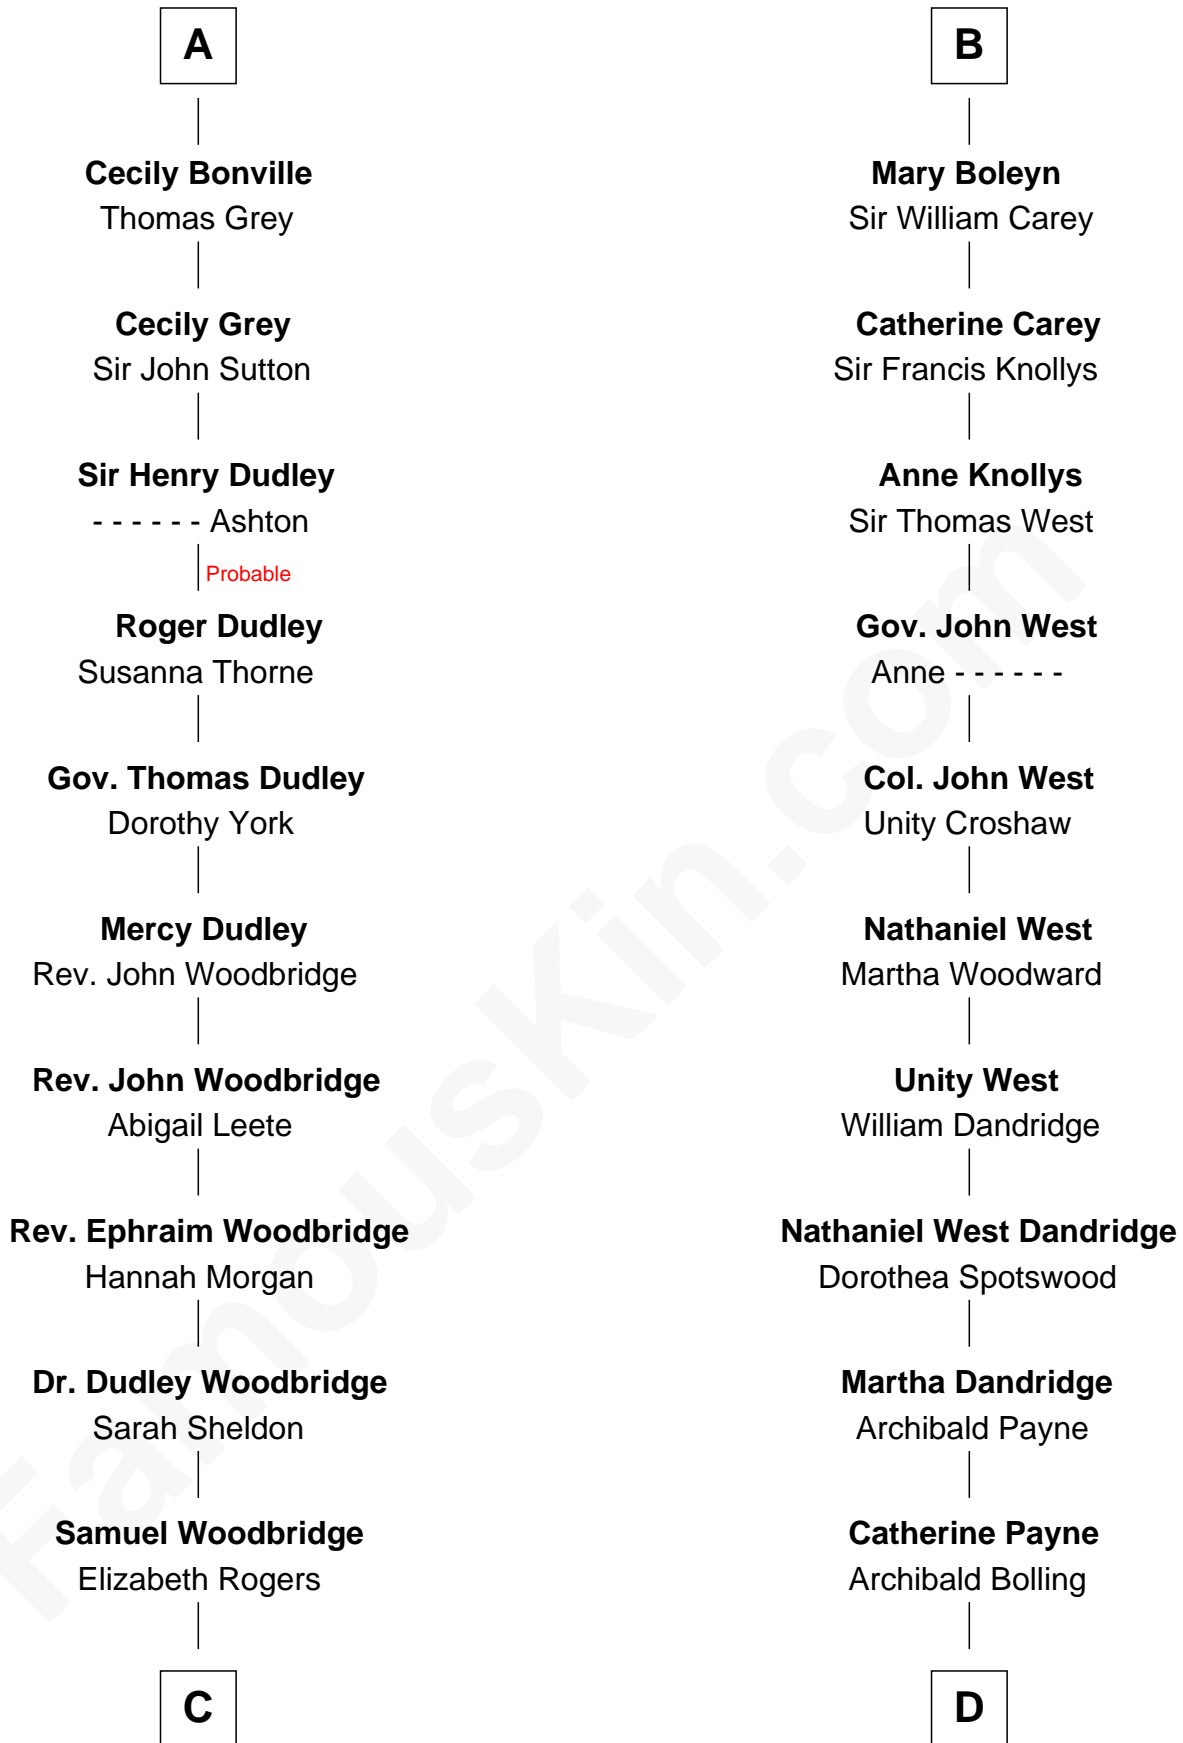 A
Cecily Bonville
Thomas Grey
Cecily Grey
Sir John Sutton
Sir Henry Dudley
- - - - - - Ashton
Probable
Roger Dudley
Susanna Thorne
Gov. Thomas Dudley
Dorothy York
Mercy Dudley
Rev. John Woodbridge
Rev. John Woodbridge
Abigail Leete
Rev. Ephraim Woodbridge
Hannah Morgan
Dr. Dudley Woodbridge
Sarah Sheldon
Samuel Woodbridge
Elizabeth Rogers
C
B
Mary Boleyn
Sir William Carey
Catherine Carey
Sir Francis Knollys
Anne Knollys
Sir Thomas West
Gov. John West
Anne - - - - - -
Col. John West
Unity Croshaw
Nathaniel West
Martha Woodward
Unity West
William Dandridge
Nathaniel West Dandridge
Dorothea Spotswood
Martha Dandridge
Archibald Payne
Catherine Payne
Archibald Bolling
D
FamousKin.com